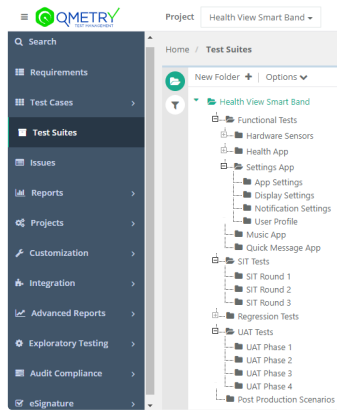 QMETRY
TEST MANAGEMENT
Project
Health View Smart Band
Search
Requirements
Test Cases
Test Suites
Issues
Reports
Projects
Customization
Integration
Advanced Reports
Exploratory Testing
Audit Compliance
eSignature
Home / Test Suites
New Folder + | Options
Health View Smart Band
Functional Tests
Hardware Sensors
Health App
Settings App
App Settings
Display Settings
Notification Settings
User Profile
Music App
Quick Message App
SIT Tests
SIT Round 1
SIT Round 2
SIT Round 3
Regression Tests
UAT Tests
UAT Phase 1
UAT Phase 2
UAT Phase 3
UAT Phase 4
Post Production Scenarios